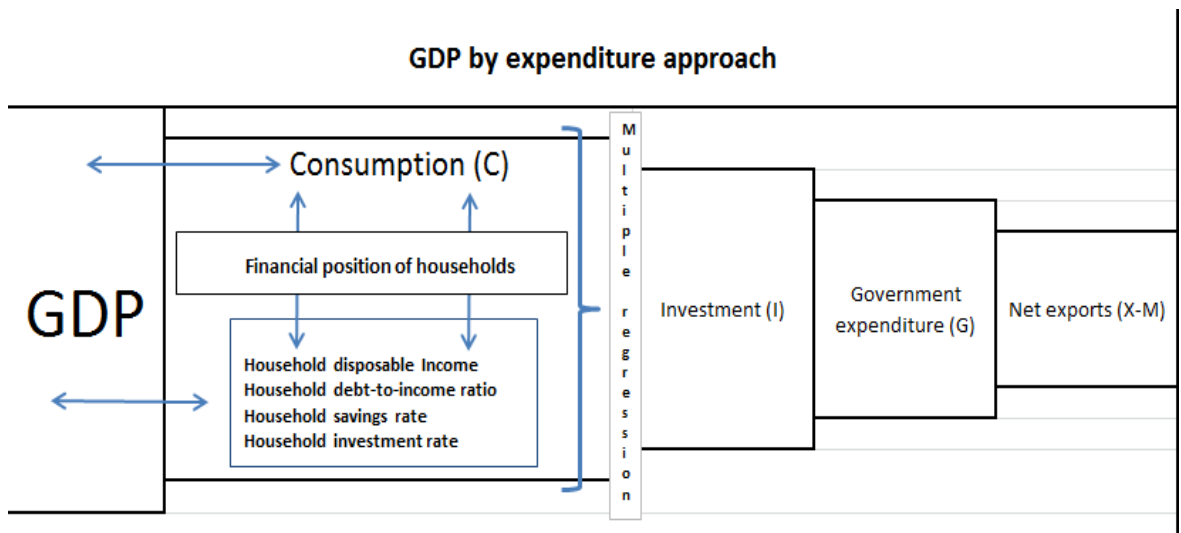 GDP by expenditure approach
GDP
Consumption (C)
Financial position of households
Household disposable Income
Household debt-to-income ratio
Household savings rate
Household investment rate
Multiple regression
Investment (I)
Government
expenditure (G)
Net exports (X-M)